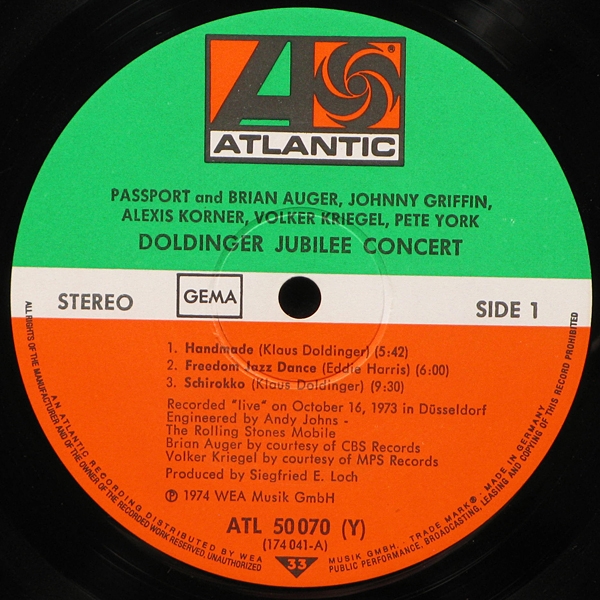 ATLANTIC
®
PASSPORT and BRIAN AUGER, JOHNNY GRIFFIN,
ALEXIS KORNER, VOLKER KRIEGEL, PETE YORK
DOLDINGER JUBILEE CONCERT
STEREO
GEMA
SIDE 1
1. Handmade (Klaus Doldinger) (5:42)
2. Freedom Jazz Dance (Eddie Harris) (6:00)
3. Schirokko (Klaus Doldinger) (9:30)
Recorded "live" on October 16, 1973 in Düsseldorf
Engineered by Andy Johns -
The Rolling Stones Mobile
Brian Auger by courtesy of CBS Records
Volker Kriegel by courtesy of MPS Records
Produced by Siegfried E. Loch
℗ 1974 WEA Musik GmbH
ATL 50070 (Y)
(174 041-A)
33
AN ATLANTIC RECORDING DISTRIBUTED BY WEA MUSIK GMBH. TRADE MARK® MADE IN GERMANY
ALL RIGHTS OF THE MANUFACTURER AND OF THE OWNER OF THE RECORDED WORK RESERVED, UNAUTHORIZED PUBLIC PERFORMANCE, BROADCASTING, LEASING AND COPYING OF THIS RECORD PROHIBITED